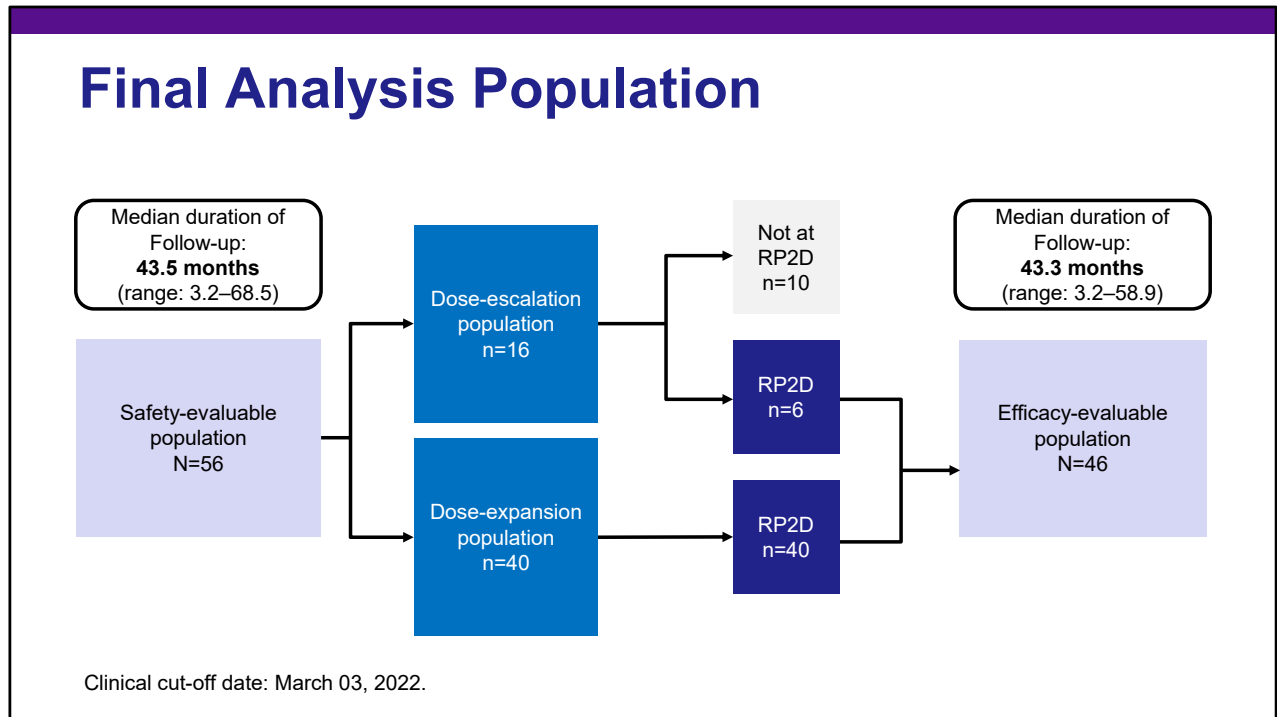 Final Analysis Population
Median duration of
Follow-up:
43.5 months
(range: 3.2–68.5)
Safety-evaluable
population
N=56
Dose-escalation
population
n=16
Dose-expansion
population
n=40
Not at
RP2D
n=10
RP2D
n=6
RP2D
n=40
Median duration of
Follow-up:
43.3 months
(range: 3.2–58.9)
Efficacy-evaluable
population
N=46
Clinical cut-off date: March 03, 2022.